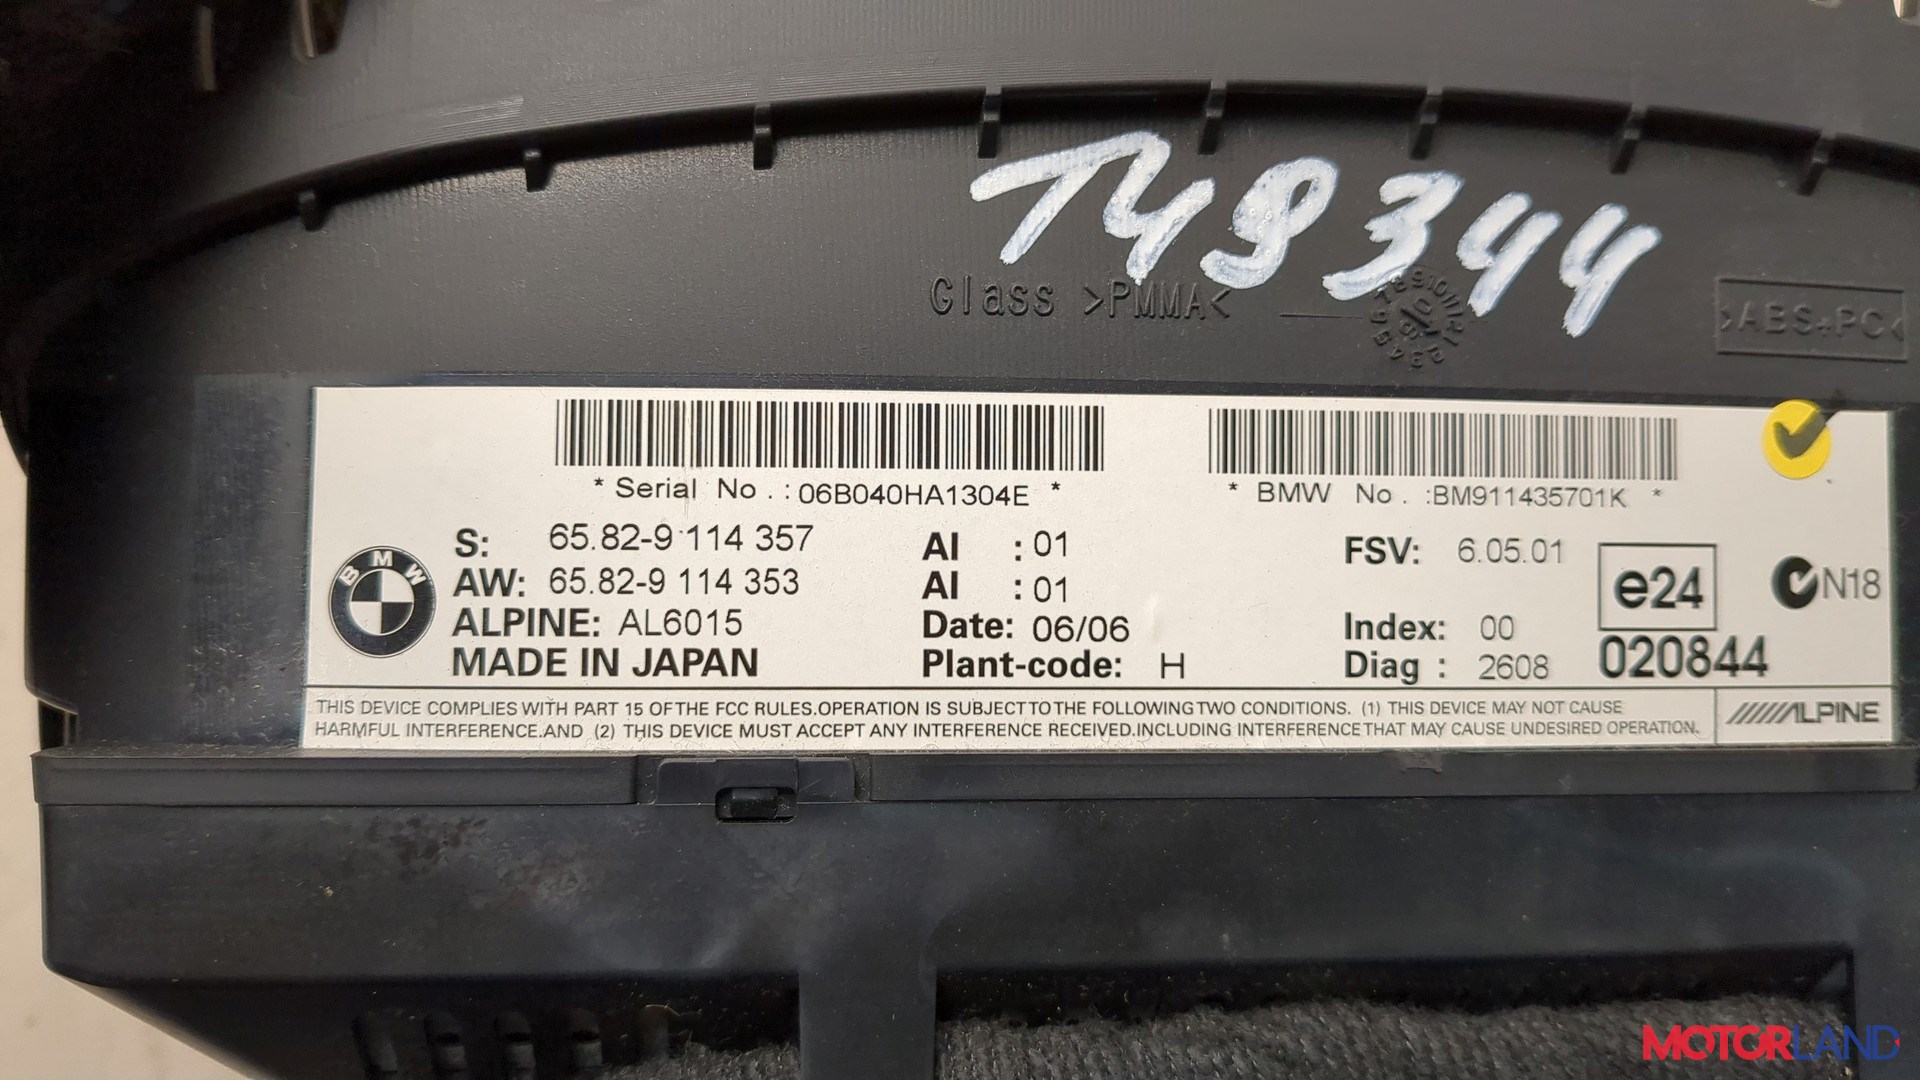 T49344
Glass >PMMA<
>ABS+PC<
* Serial No.:06B040HA1304E *
* BMW No. :BM911435701K *
BMW
S: 65.82-9 114 357
AW: 65.82-9 114 353
ALPINE: AL6015
MADE IN JAPAN
AI : 01
AI : 01
Date: 06/06
Plant-code: H
FSV: 6.05.01
Index: 00
Diag : 2608
e24
020844
N18
THIS DEVICE COMPLIES WITH PART 15 OF THE FCC RULES.OPERATION IS SUBJECT TO THE FOLLOWING TWO CONDITIONS. (1) THIS DEVICE MAY NOT CAUSE
HARMFUL INTERFERENCE.AND (2) THIS DEVICE MUST ACCEPT ANY INTERFERENCE RECEIVED.INCLUDING INTERFERENCE THAT MAY CAUSE UNDESIRED OPERATION.
ALPINE
MOTORLAND